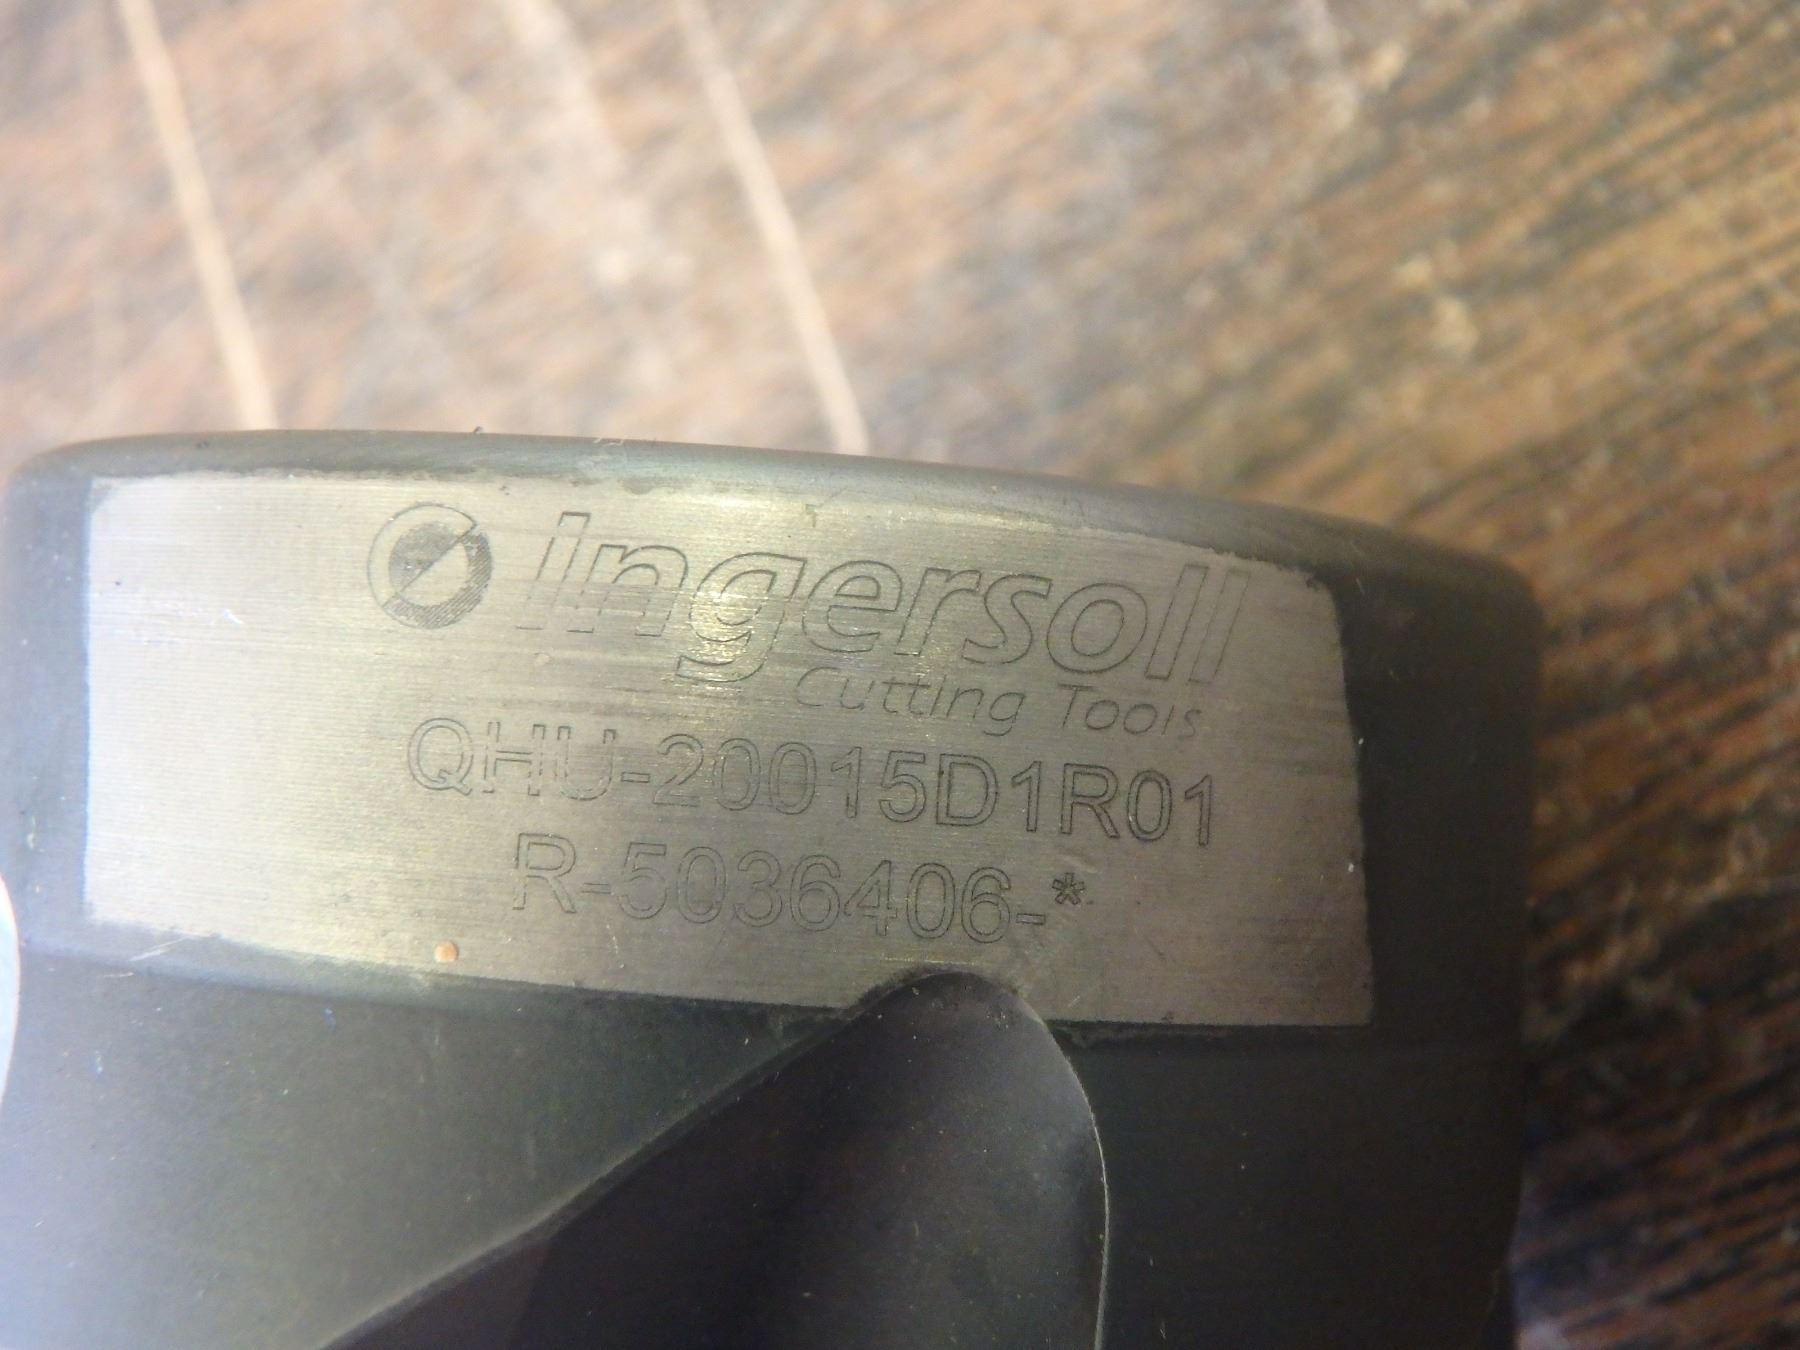 ingersoll
Cutting Tools
QHU-20015D1R01
R-5036406-*